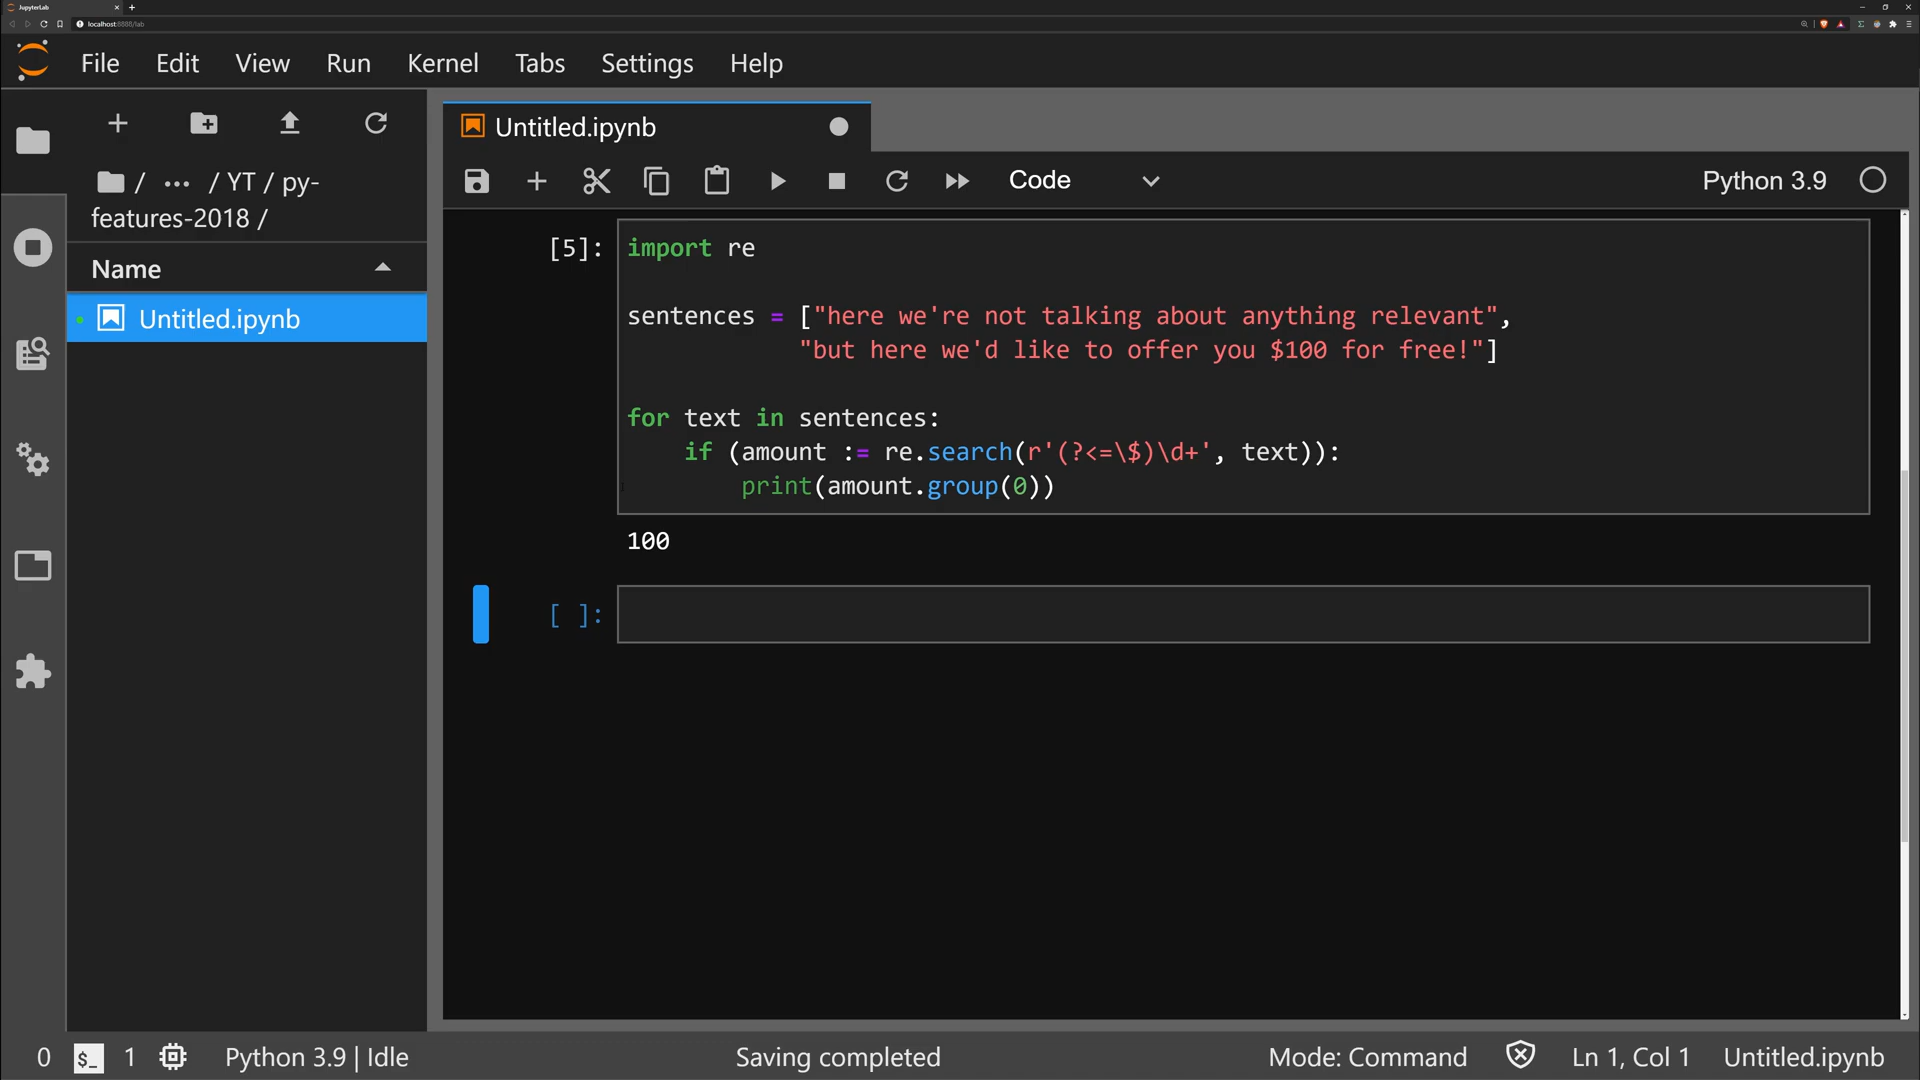 JupyterLab
localhost:8888/lab
File Edit View Run Kernel Tabs Settings Help
/ ... / YT / py-
features-2018 /
Name
Untitled.ipynb
Untitled.ipynb
Code
Python 3.9
[5]:
import re
sentences = ["here we're not talking about anything relevant",
"but here we'd like to offer you $100 for free!"]
for text in sentences:
if (amount := re.search(r'(?<=\$)\d+', text)):
print(amount.group(0))
100
[ ]:
0 $_ 1 Python 3.9 | Idle Saving completed Mode: Command Ln 1, Col 1 Untitled.ipynb